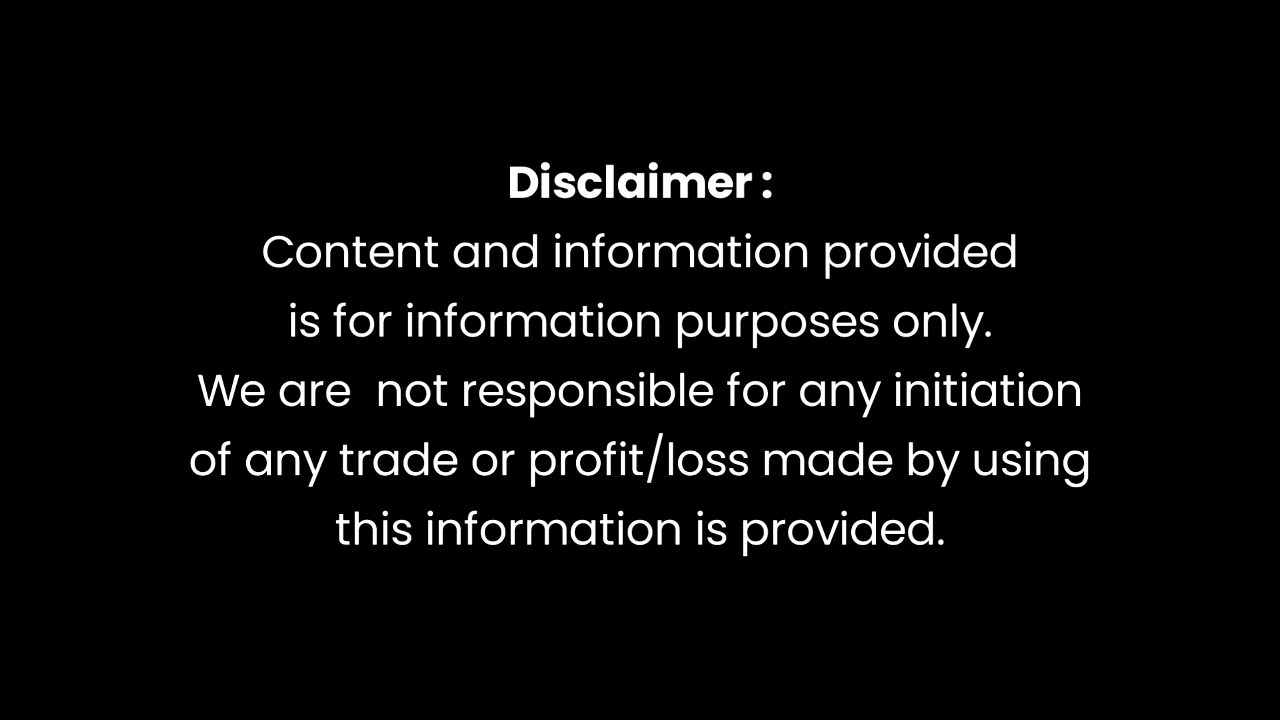 Disclaimer :
Content and information provided
is for information purposes only.
We are  not responsible for any initiation
of any trade or profit/loss made by using
this information is provided.